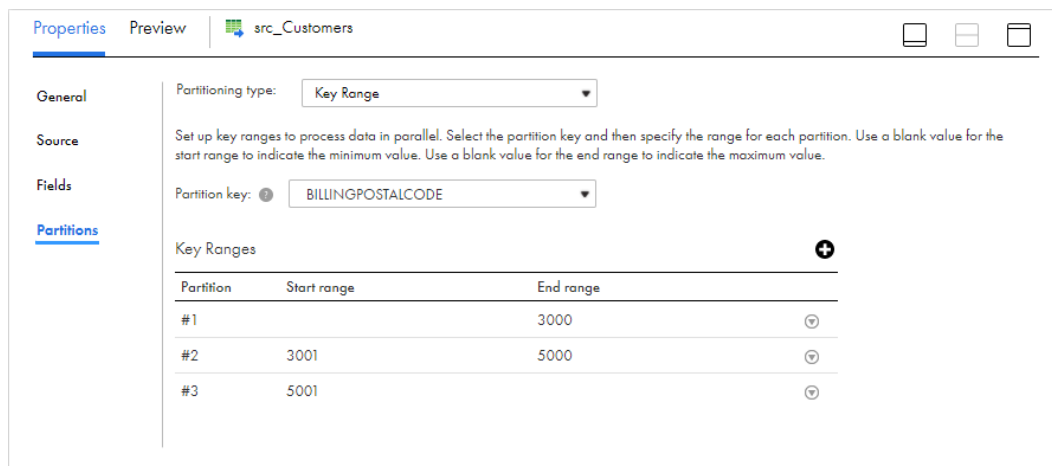 Properties Preview src_Customers
General
Source
Fields
Partitions
Partitioning type: Key Range
Set up key ranges to process data in parallel. Select the partition key and then specify the range for each partition. Use a blank value for the
start range to indicate the minimum value. Use a blank value for the end range to indicate the maximum value.
Partition key: ? BILLINGPOSTALCODE
Key Ranges
Partition Start range End range
#1 3000
#2 3001 5000
#3 5001